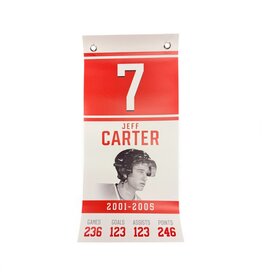 7
JEFF
CARTER
2001-2005
GAMES GOALS ASSISTS POINTS
236 123 123 246